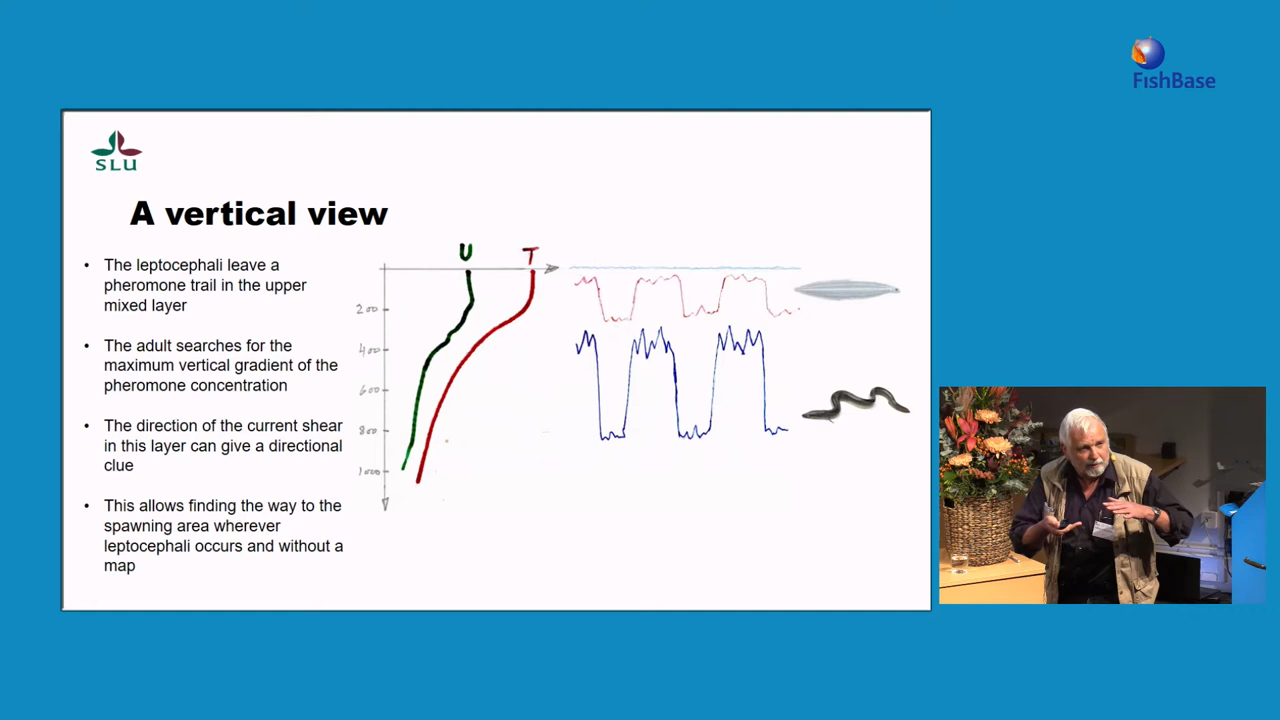 FishBase
SLU
A vertical view
• The leptocephali leave a
pheromone trail in the upper
mixed layer
• The adult searches for the
maximum vertical gradient of the
pheromone concentration
• The direction of the current shear
in this layer can give a directional
clue
• This allows finding the way to the
spawning area wherever
leptocephali occurs and without a
map
U T
200
400
600
800
1000